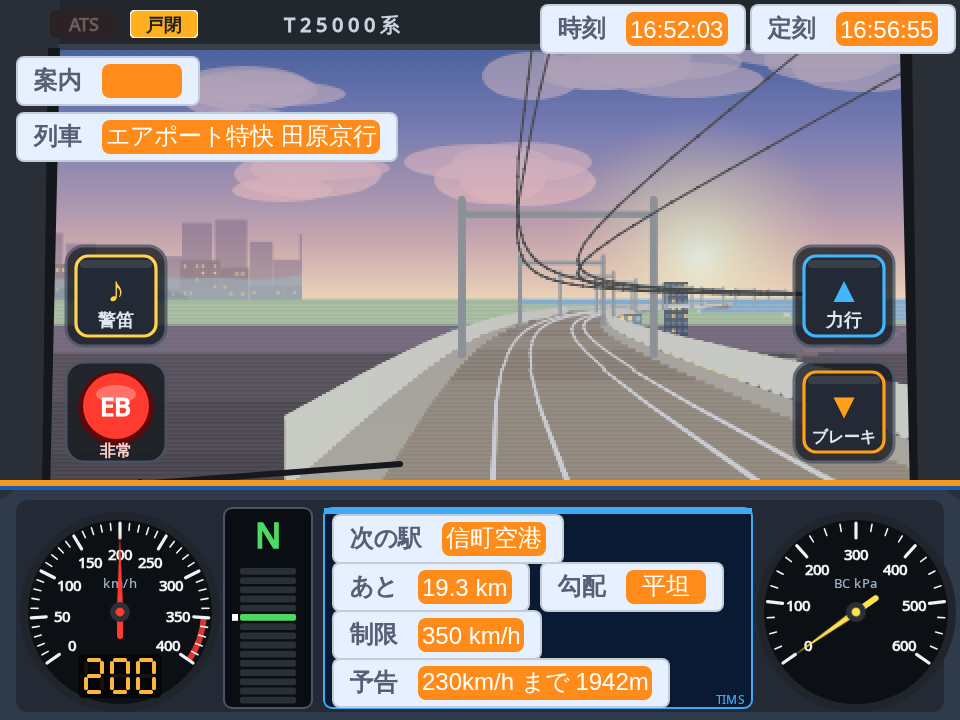 ATS
戸閉
T25000系
時刻 16:52:03
定刻 16:56:55
案内
列車 エアポート特快 田原京行
♪
警笛
▲
力行
EB
非常
▼
ブレーキ
0 50 100 150 200 250 300 350 400
km/h
200
N
次の駅 信町空港
あと 19.3 km
勾配 平坦
制限 350 km/h
予告 230km/h まで 1942m
TIMS
0 100 200 300 400 500 600
BC kPa